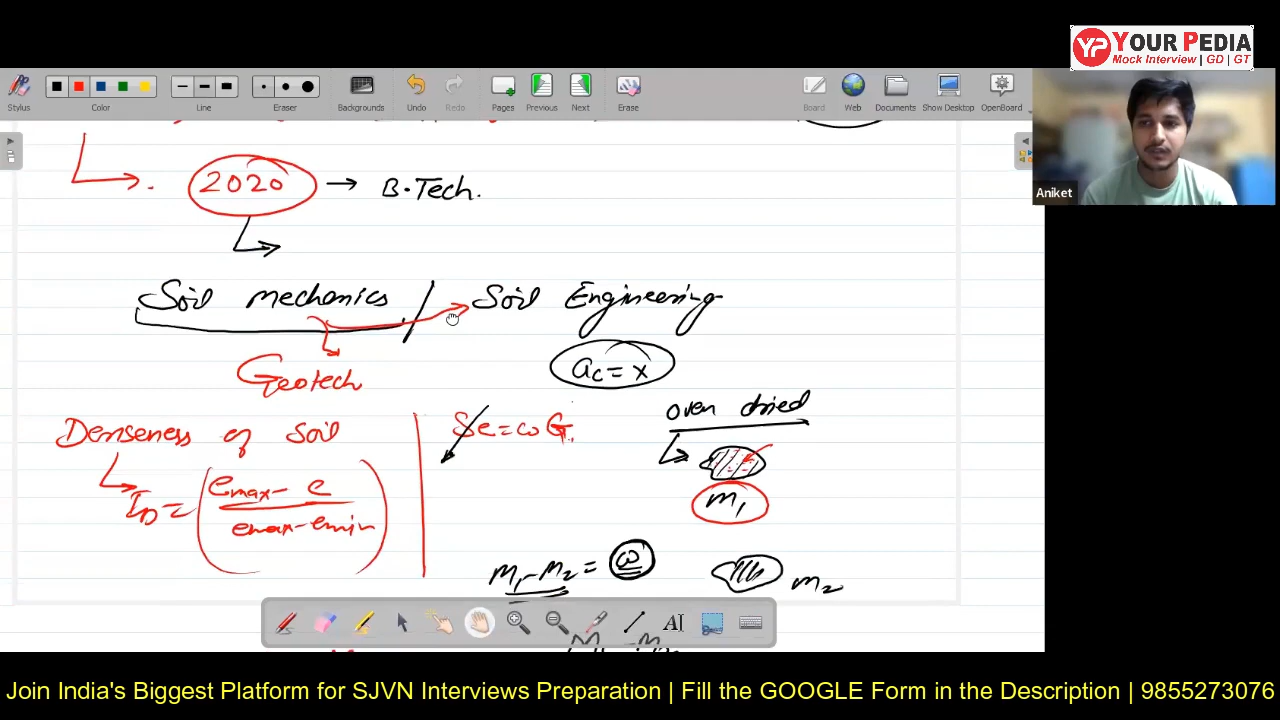 YP YOUR PEDIA
Mock Interview | GD | GT
Stylus Color Line Eraser Backgrounds Undo Redo Pages Previous Next Erase Board Web Documents Show Desktop OpenBoard
Aniket
2020 → B.Tech.
Soil mechanics / Soil Engineering
Geotech
ac = x
oven dried
Denseness of soil
Se = ωG
m1
ID = (emax - e / emax - emin)
m1 - m2 = ω
m2
Join India's Biggest Platform for SJVN Interviews Preparation | Fill the GOOGLE Form in the Description | 9855273076